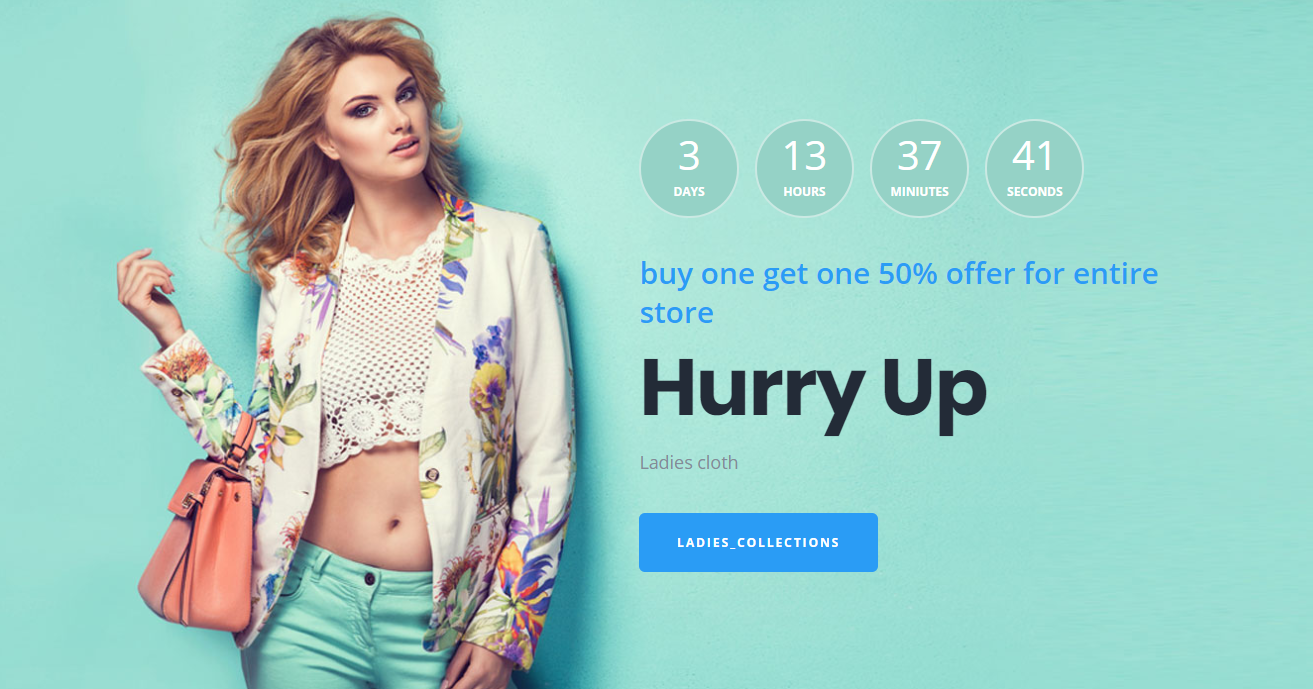 3 13 37 41
DAYS HOURS MINIUTES SECONDS
buy one get one 50% offer for entire
store
Hurry Up
Ladies cloth
LADIES_COLLECTIONS